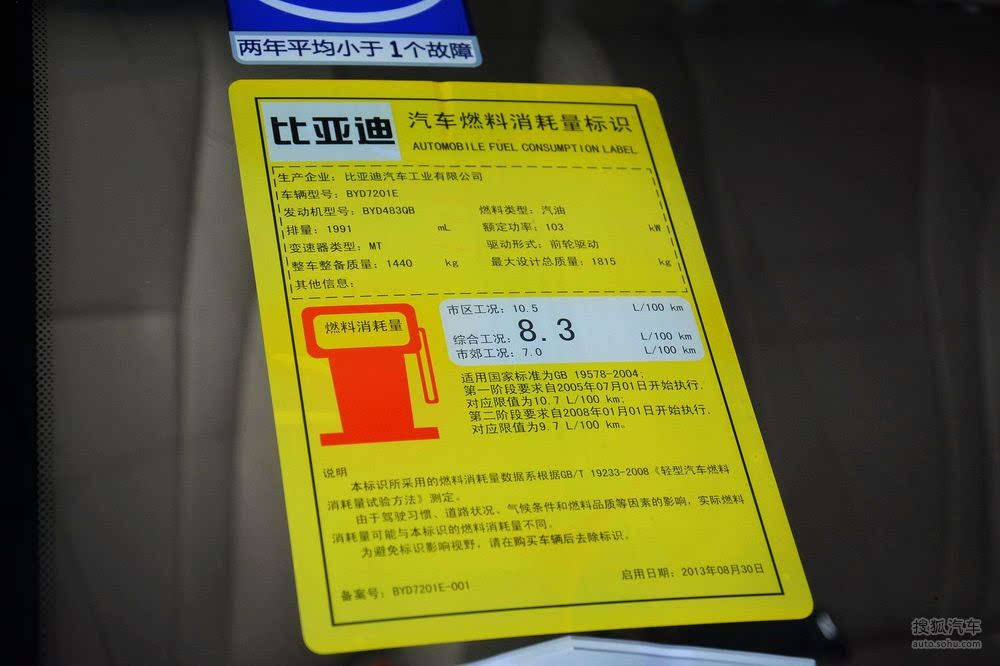 两年平均小于1个故障
比亚迪
汽车燃料消耗量标识
AUTOMOBILE FUEL CONSUMPTION LABEL
生产企业：比亚迪汽车工业有限公司
车辆型号：BYD7201E
发动机型号：BYD483QB 燃料类型：汽油
排量：1991 mL 额定功率：103 kW
变速器类型：MT 驱动形式：前轮驱动
整车整备质量：1440 kg 最大设计总质量：1815 kg
其他信息：
燃料消耗量
市区工况：10.5 L/100 km
综合工况：8.3 L/100 km
市郊工况：7.0 L/100 km
适用国家标准为GB 19578-2004；
第一阶段要求自2005年07月01日开始执行，
对应限值为10.7 L/100 km；
第二阶段要求自2008年01月01日开始执行，
对应限值为9.7 L/100 km。
说明
本标识所采用的燃料消耗量数据系根据GB/T 19233-2008《轻型汽车燃料
消耗量试验方法》测定。
由于驾驶习惯、道路状况、气候条件和燃料品质等因素的影响，实际燃料
消耗量可能与本标识的燃料消耗量不同。
为避免标识影响视野，请在购买车辆后去除标识。
备案号：BYD7201E-001 启用日期：2013年08月30日
搜狐汽车
auto.sohu.com